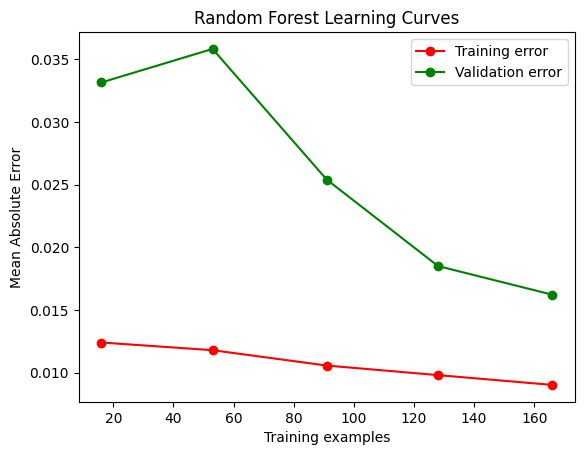 Random Forest Learning Curves
Training error
Validation error
0.035
0.030
0.025
0.020
0.015
0.010
Mean Absolute Error
20 40 60 80 100 120 140 160
Training examples